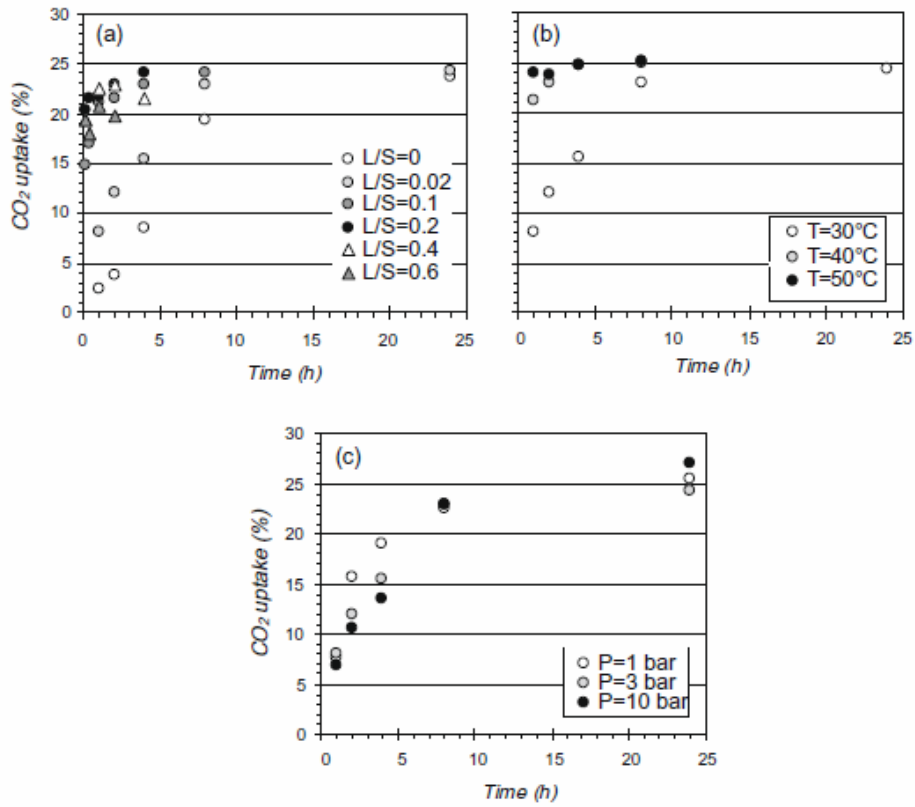 (a)
CO₂ uptake (%)
30
25
20
15
10
5
0
L/S=0
L/S=0.02
L/S=0.1
L/S=0.2
L/S=0.4
L/S=0.6
0 5 10 15 20 25
Time (h)
(b)
T=30°C
T=40°C
T=50°C
0 5 10 15 20 25
Time (h)
(c)
CO₂ uptake (%)
30
25
20
15
10
5
0
P=1 bar
P=3 bar
P=10 bar
0 5 10 15 20 25
Time (h)